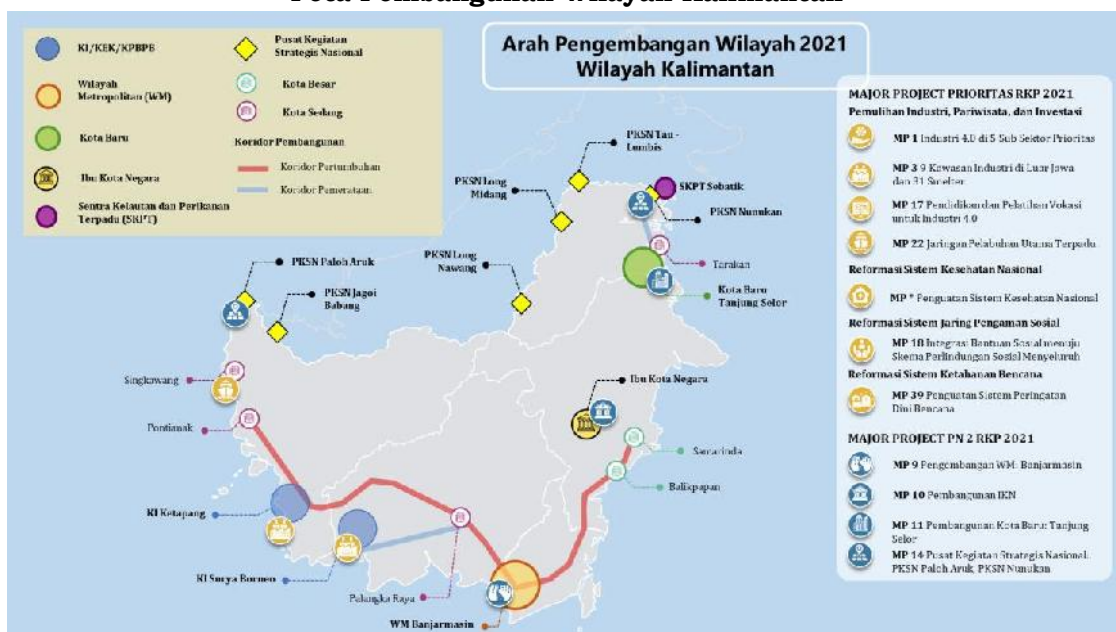 Peta Pembangunan Wilayah Kalimantan
KI/KEK/KPBPB
Wilayah
Metropolitan (WM)
Kota Baru
Ibu Kota Negara
Sentra Kelautan dan Perikanan
Terpadu (SKPT)
Pusat Kegiatan
Strategis Nasional
Kota Besar
Kota Sedang
Koridor Pembangunan
Koridor Pertumbuhan
Koridor Pemerataan
Arah Pengembangan Wilayah 2021
Wilayah Kalimantan
PKSN Tau -
Lumbis
PKSN Long
Midang
SKPT Sebatik
PKSN Nunukan
PKSN Long
Nawang
Tarakan
Kota Baru
Tanjung Selor
PKSN Paloh Aruk
PKSN Jagoi
Babang
Singkawang
Pontianak
Ibu Kota Negara
Samarinda
Balikpapan
KI Ketapang
KI Surya Borneo
Palangka Raya
WM Banjarmasin
MAJOR PROJECT PRIORITAS RKP 2021
Pemulihan Industri, Pariwisata, dan Investasi
MP 1 Industri 4.0 di 5 Sub Sektor Prioritas
MP 3 9 Kawasan Industri di Luar Jawa
dan 31 Smelter
MP 17 Pendidikan dan Pelatihan Vokasi
untuk Industri 4.0
MP 22 Jaringan Pelabuhan Utama Terpadu
Reformasi Sistem Kesehatan Nasional
MP * Penguatan Sistem Kesehatan Nasional
Reformasi Sistem Jaring Pengaman Sosial
MP 18 Integrasi Bantuan Sosial menuju
Skema Perlindungan Sosial Menyeluruh
Reformasi Sistem Ketahanan Bencana
MP 39 Penguatan Sistem Peringatan
Dini Bencana
MAJOR PROJECT PN 2 RKP 2021
MP 9 Pengembangan WM: Banjarmasin
MP 10 Pembangunan IKN
MP 11 Pembangunan Kota Baru: Tanjung
Selor
MP 14 Pusat Kegiatan Strategis Nasional:
PKSN Paloh Aruk, PKSN Nunukan